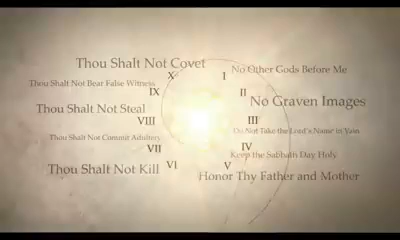 Thou Shalt Not Covet
X
I
No Other Gods Before Me
Thou Shalt Not Bear False Witness
IX
II
No Graven Images
Thou Shalt Not Steal
VIII
III
Do Not Take the Lord's Name in Vain
Thou Shalt Not Commit Adultery
VII
IV
Keep the Sabbath Day Holy
Thou Shalt Not Kill
VI
V
Honor Thy Father and Mother